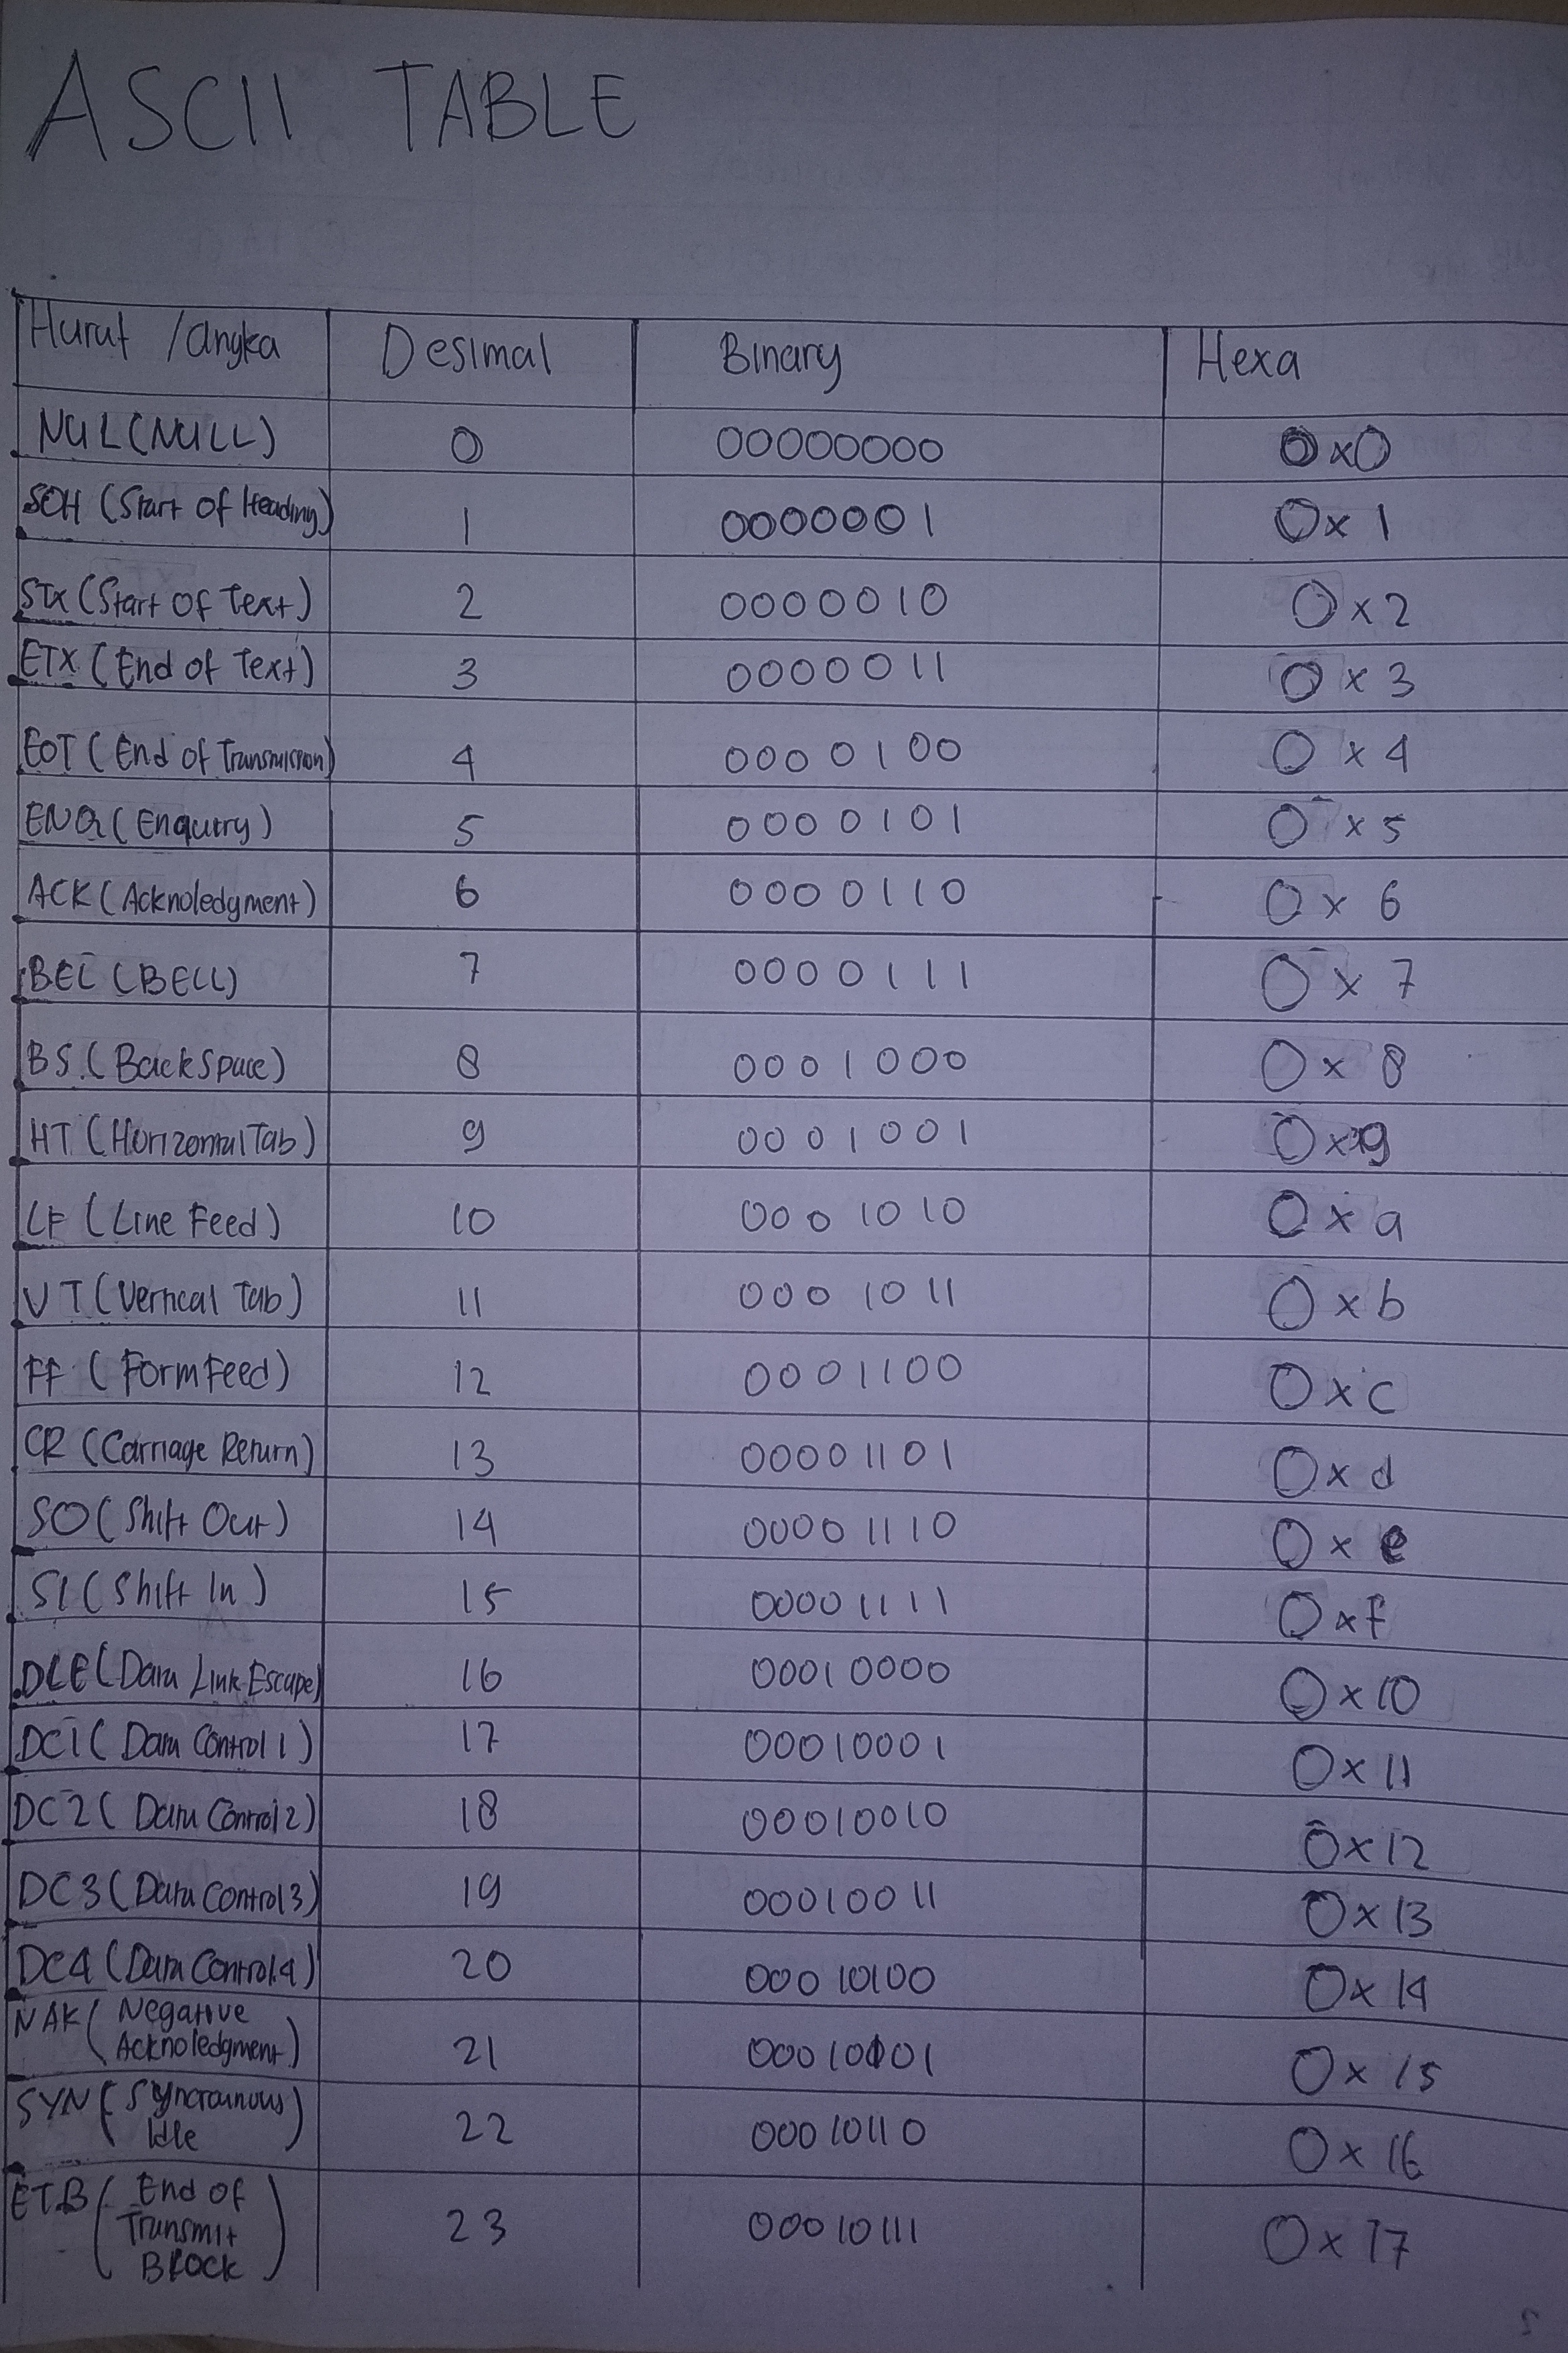 ASCII TABLE
Huruf /angka Desimal Binary Hexa
NUL(NULL) 0 00000000 0x0
SOH (Start of Heading) 1 0000001 0x1
STX (Start Of Text) 2 0000010 0x2
ETX (End of Text) 3 0000011 0x3
EOT (End of Transmission) 4 0000100 0x4
ENQ (Enquiry) 5 0000101 0x5
ACK (Acknoledgment) 6 0000110 0x6
BEL (BELL) 7 0000111 0x7
BS (BackSpace) 8 0001000 0x8
HT (Horizontal Tab) 9 0001001 0x9
LF (Line Feed) 10 0001010 0xa
VT (Vertical Tab) 11 0001011 0xb
FF (Form Feed) 12 0001100 0xc
CR (Carriage Return) 13 00001101 0xd
SO (Shift Out) 14 00001110 0xe
SI (Shift In) 15 00001111 0xf
DLE (Data Link Escape) 16 00010000 0x10
DC1 (Data Control 1) 17 00010001 0x11
DC2 (Data Control 2) 18 00010010 0x12
DC3 (Data Control 3) 19 00010011 0x13
DC4 (Data Control 4) 20 00010100 0x14
NAK (Negative
Acknoledgment) 21 00010101 0x15
SYN (
Idle) 22 00010110 0x16
ETB (End of
Transmit
Block) 23 00010111 0x17